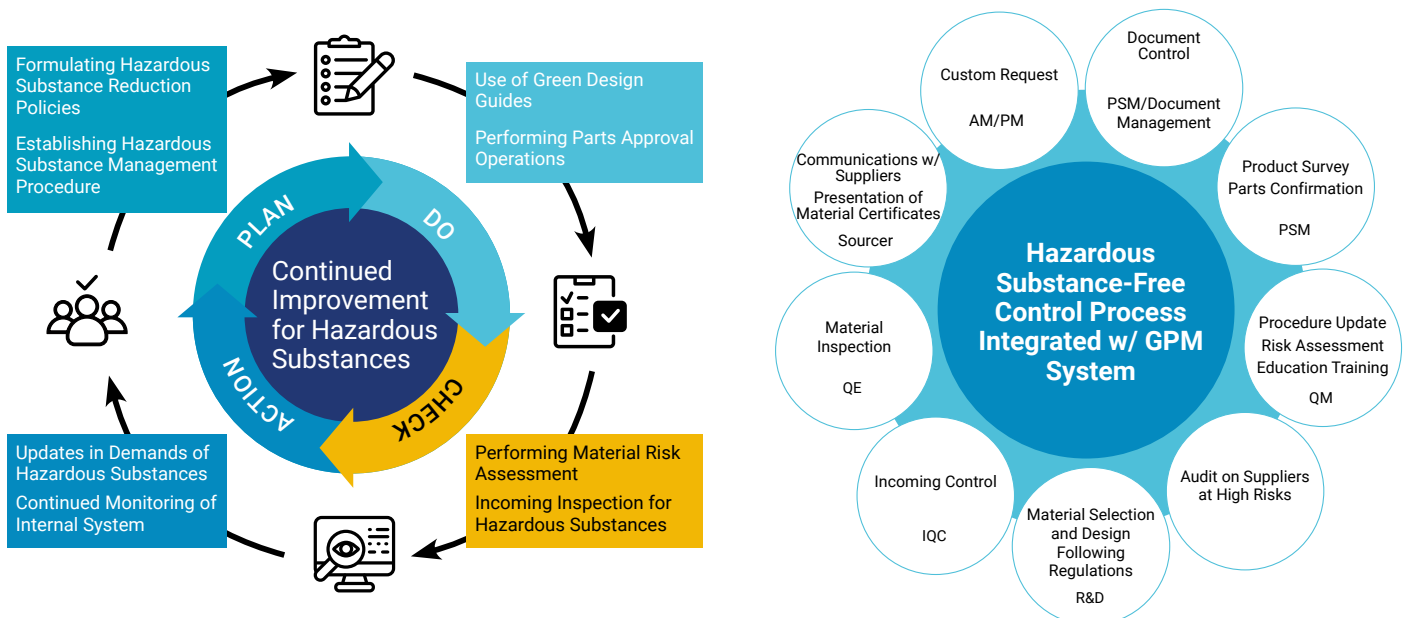 Formulating Hazardous
Substance Reduction
Policies
Establishing Hazardous
Substance Management
Procedure
Use of Green Design
Guides
Performing Parts Approval
Operations
PLAN
DO
CHECK
ACTION
Continued
Improvement
for Hazardous
Substances
Updates in Demands of
Hazardous Substances
Continued Monitoring of
Internal System
Performing Material Risk
Assessment
Incoming Inspection for
Hazardous Substances
Hazardous
Substance-Free
Control Process
Integrated w/ GPM
System
Document
Control
PSM/Document
Management
Product Survey
Parts Confirmation
PSM
Procedure Update
Risk Assessment
Education Training
QM
Audit on Suppliers
at High Risks
Material Selection
and Design
Following
Regulations
R&D
Incoming Control
IQC
Material
Inspection
QE
Communications w/
Suppliers
Presentation of
Material Certificates
Sourcer
Custom Request
AM/PM